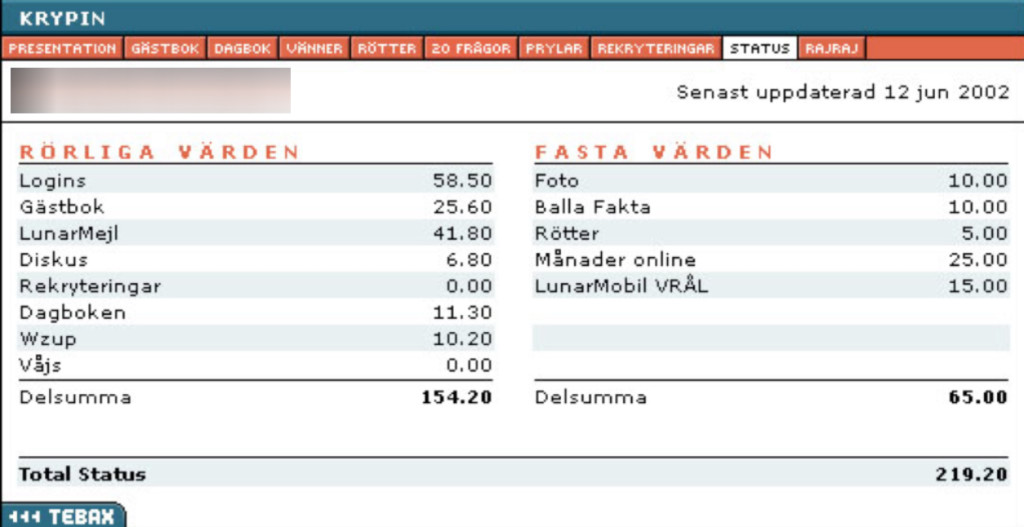 KRYPIN
PRESENTATION GÄSTBOK DAGBOK VÄNNER RÖTTER 20 FRÅGOR PRYLAR REKRYTERINGAR STATUS RAJRAJ
Senast uppdaterad 12 jun 2002
RÖRLIGA VÄRDEN
Logins 58.50
Gästbok 25.60
LunarMejl 41.80
Diskus 6.80
Rekryteringar 0.00
Dagboken 11.30
Wzup 10.20
Våjs 0.00
Delsumma 154.20
FASTA VÄRDEN
Foto 10.00
Balla Fakta 10.00
Rötter 5.00
Månader online 25.00
LunarMobil VRÅL 15.00
Delsumma 65.00
Total Status 219.20
TEBAX